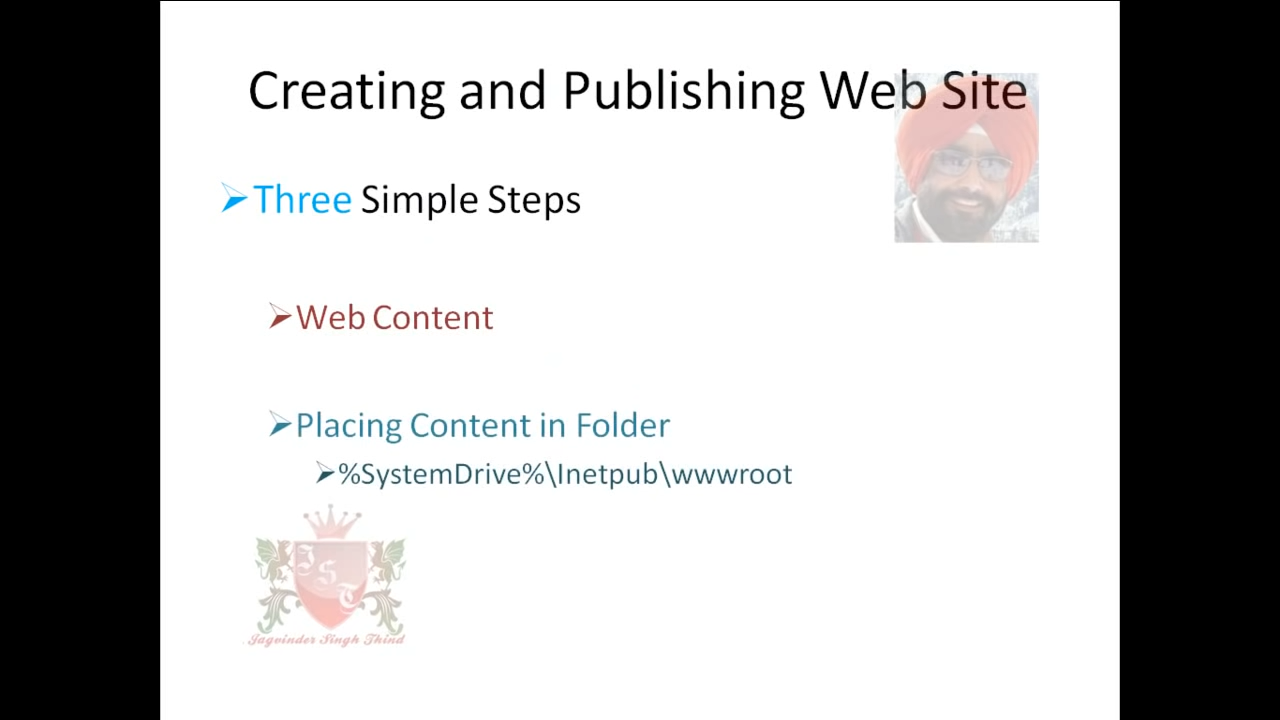 Creating and Publishing Web Site
Three Simple Steps
Web Content
Placing Content in Folder
%SystemDrive%\Inetpub\wwwroot
JST
Jagvinder Singh Thind